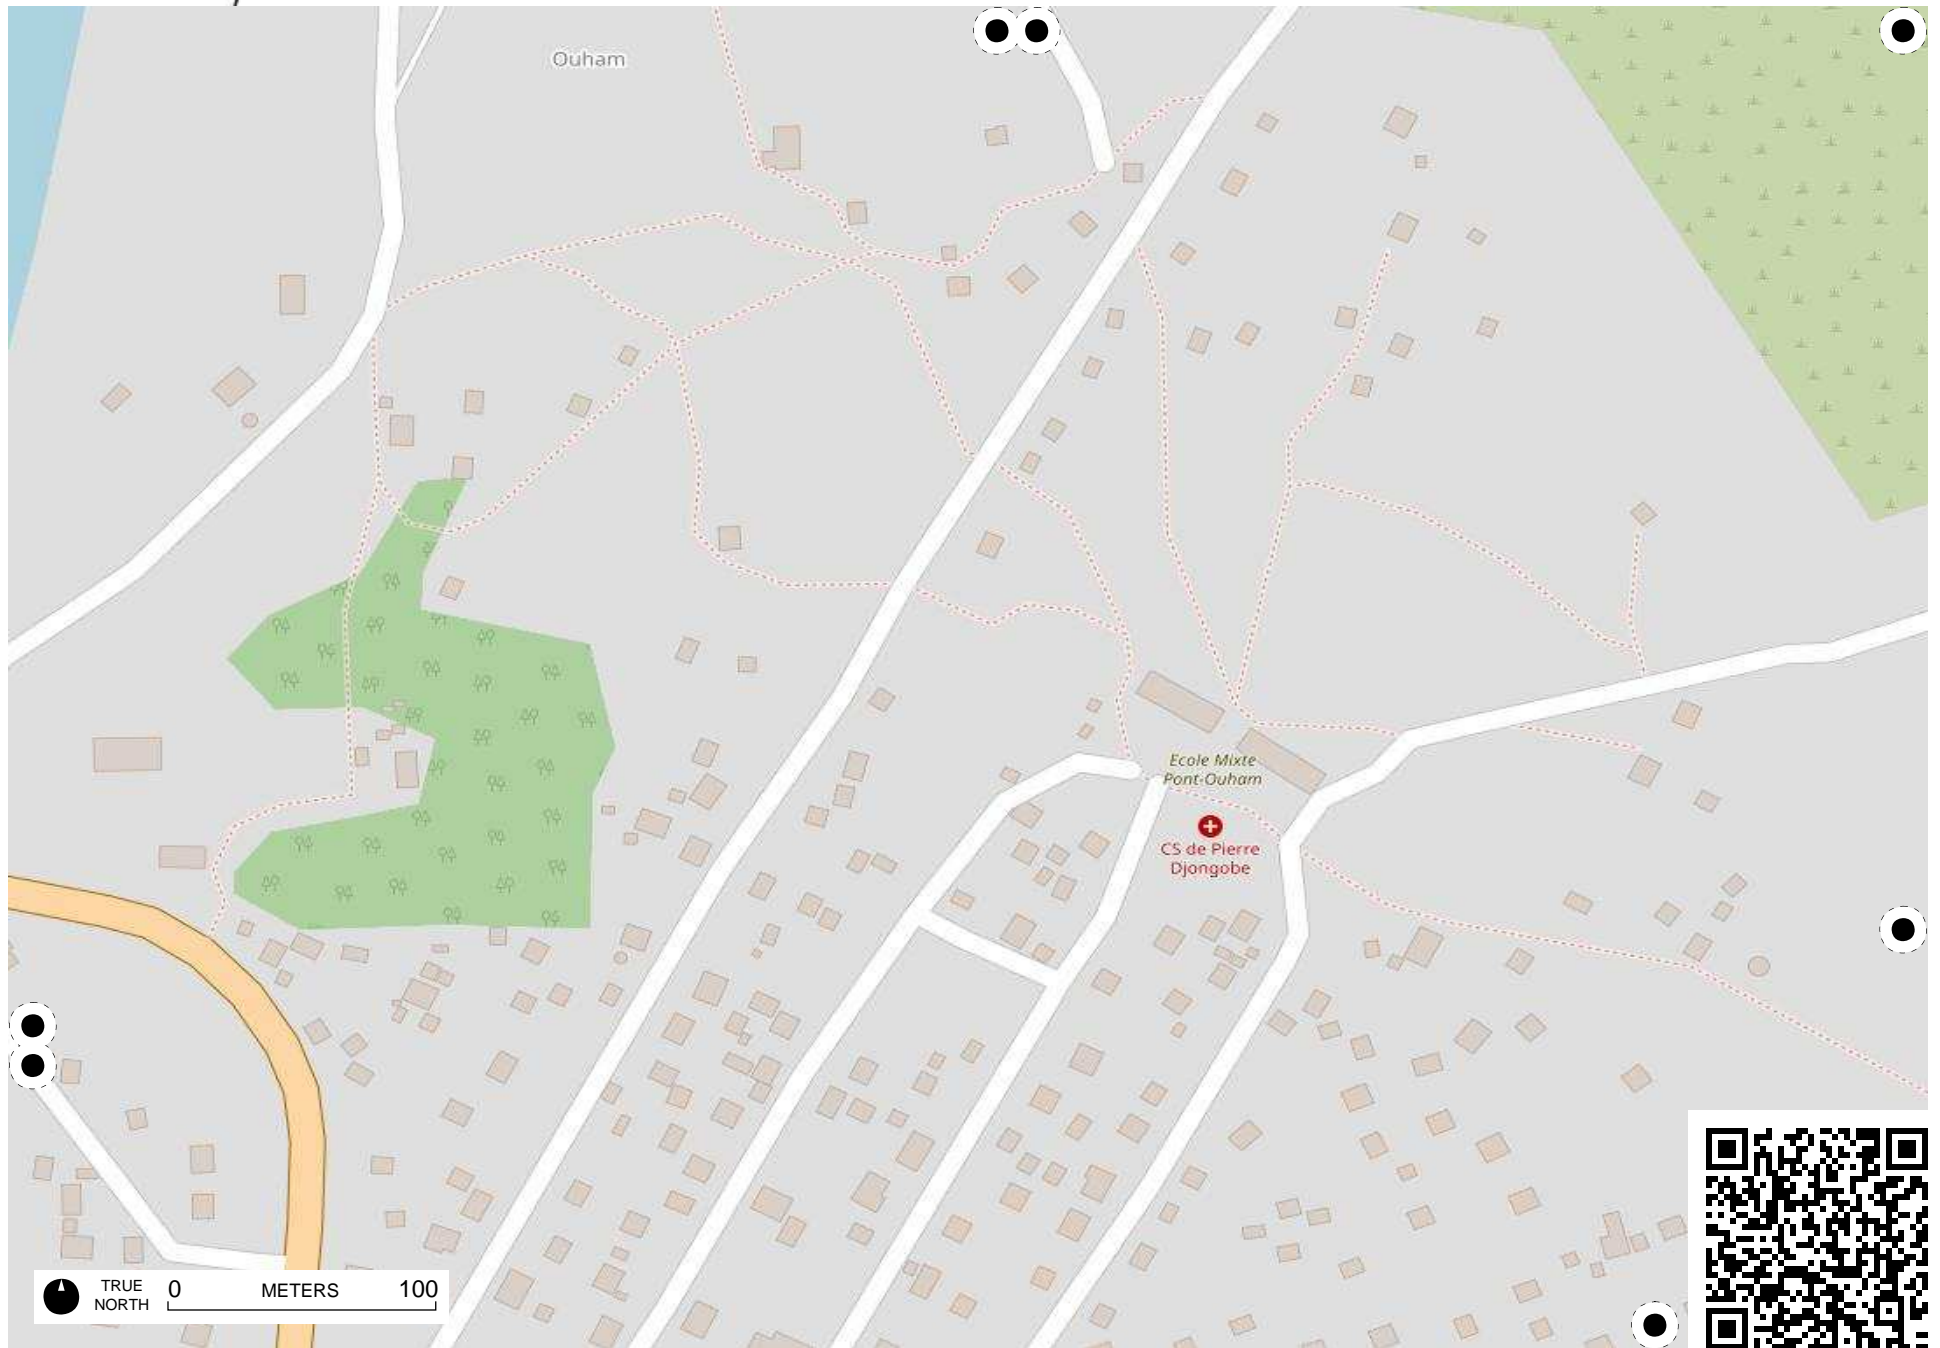 Ouham
Ecole Mixte
Pont-Ouham
CS de Pierre
Djongobe
TRUE
NORTH
0 METERS 100